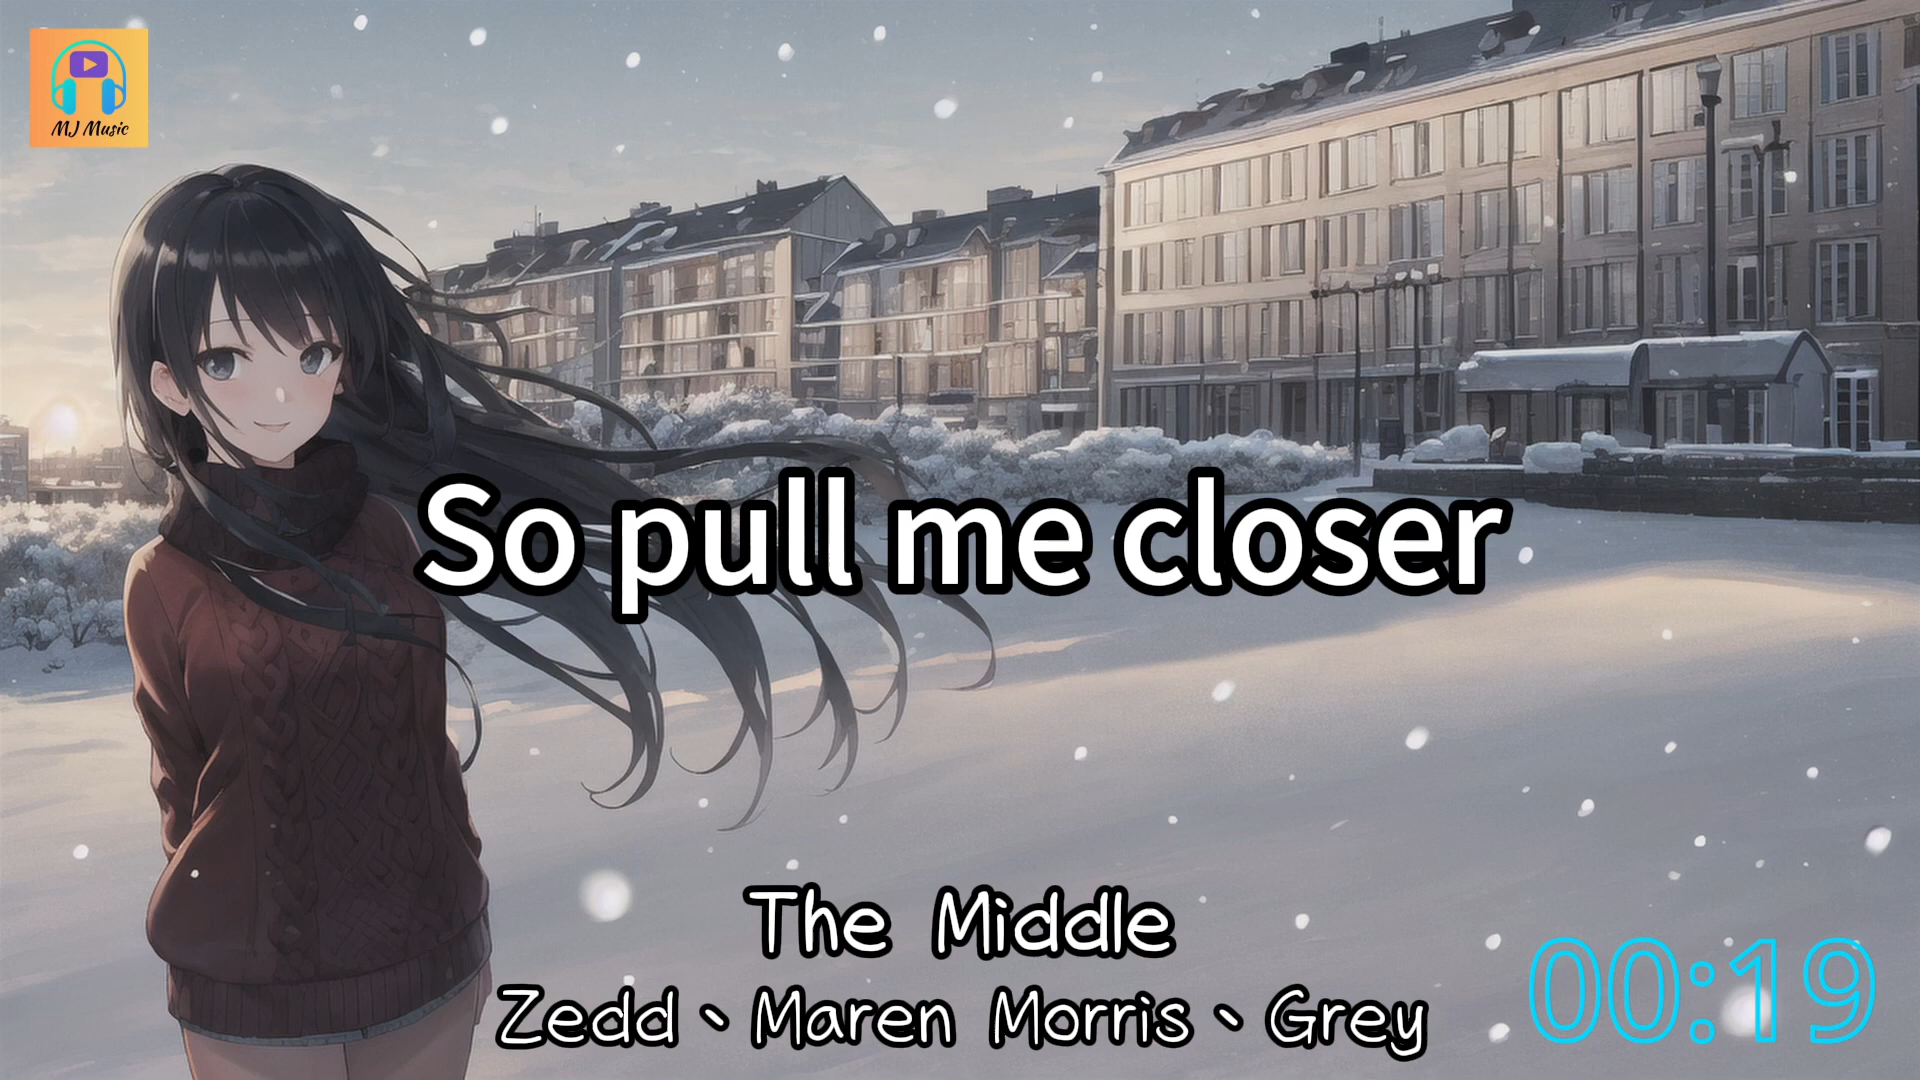 MJ Music
So pull me closer
The Middle
Zedd、Maren Morris、Grey
00:19